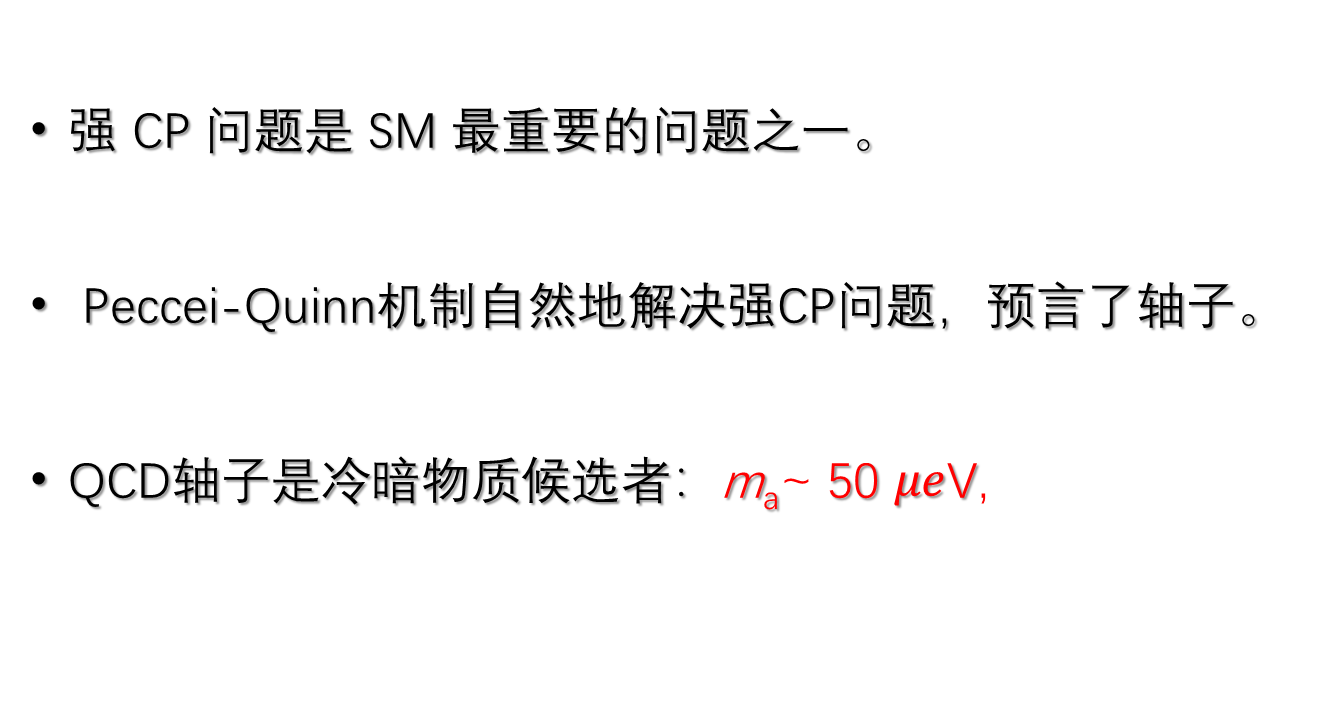 • 强 CP 问题是 SM 最重要的问题之一。
• Peccei-Quinn机制自然地解决强CP问题，预言了轴子。
• QCD轴子是冷暗物质候选者： mₐ~ 50 μeV,